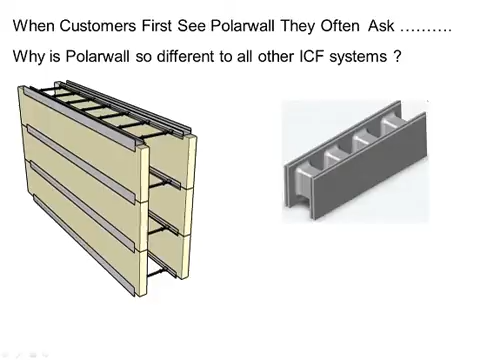 When Customers First See Polarwall They Often Ask ……….
Why is Polarwall so different to all other ICF systems ?